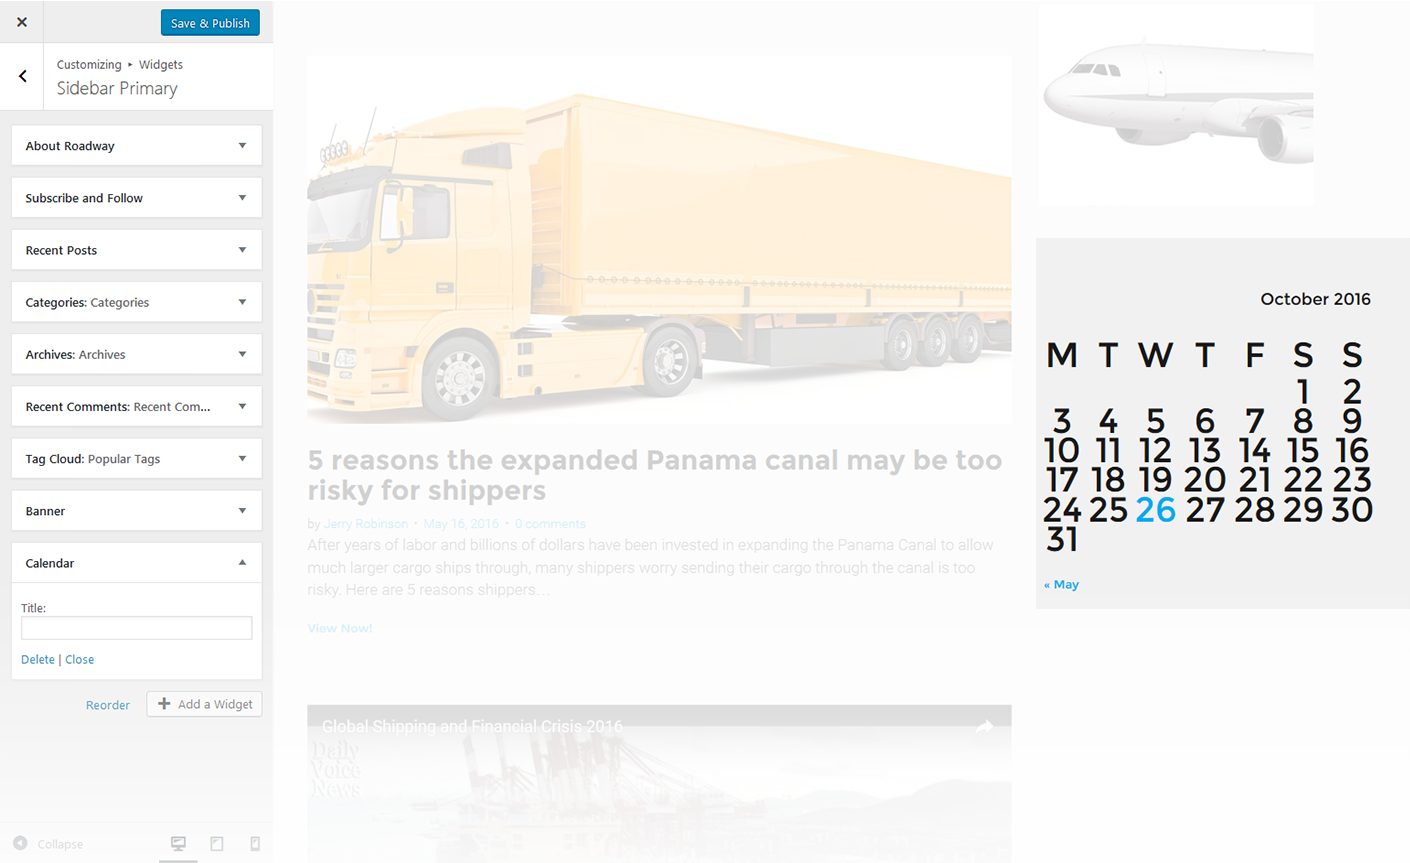 Save & Publish
Customizing ▸ Widgets
Sidebar Primary
About Roadway
Subscribe and Follow
Recent Posts
Categories: Categories
Archives: Archives
Recent Comments: Recent Com...
Tag Cloud: Popular Tags
Banner
Calendar
Title:
Delete | Close
Reorder
Add a Widget
Collapse
5 reasons the expanded Panama canal may be too
risky for shippers
by Jerry Robinson • May 16, 2016 • 0 comments
After years of labor and billions of dollars have been invested in expanding the Panama Canal to allow
much larger cargo ships through, many shippers worry sending their cargo through the canal is too
risky. Here are 5 reasons shippers…
View Now!
Global Shipping and Financial Crisis 2016
Daily
Voice
News
October 2016
M T W T F S S
1 2
3 4 5 6 7 8 9
10 11 12 13 14 15 16
17 18 19 20 21 22 23
24 25 26 27 28 29 30
31
« May